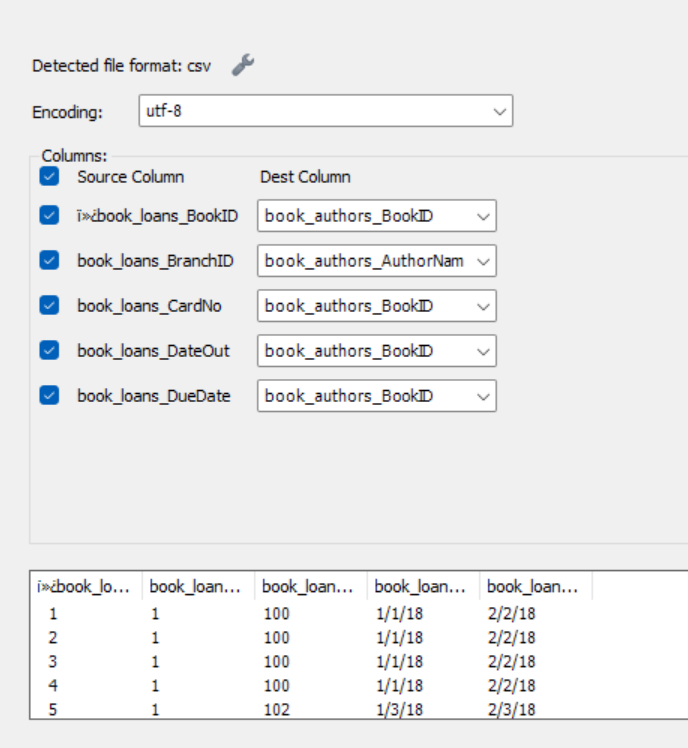 Detected file format: csv
Encoding: utf-8
Columns:
Source Column Dest Column
ï»¿book_loans_BookID book_authors_BookID
book_loans_BranchID book_authors_AuthorNam
book_loans_CardNo book_authors_BookID
book_loans_DateOut book_authors_BookID
book_loans_DueDate book_authors_BookID
ï»¿book_lo... book_loan... book_loan... book_loan... book_loan...
1 1 100 1/1/18 2/2/18
2 1 100 1/1/18 2/2/18
3 1 100 1/1/18 2/2/18
4 1 100 1/1/18 2/2/18
5 1 102 1/3/18 2/3/18